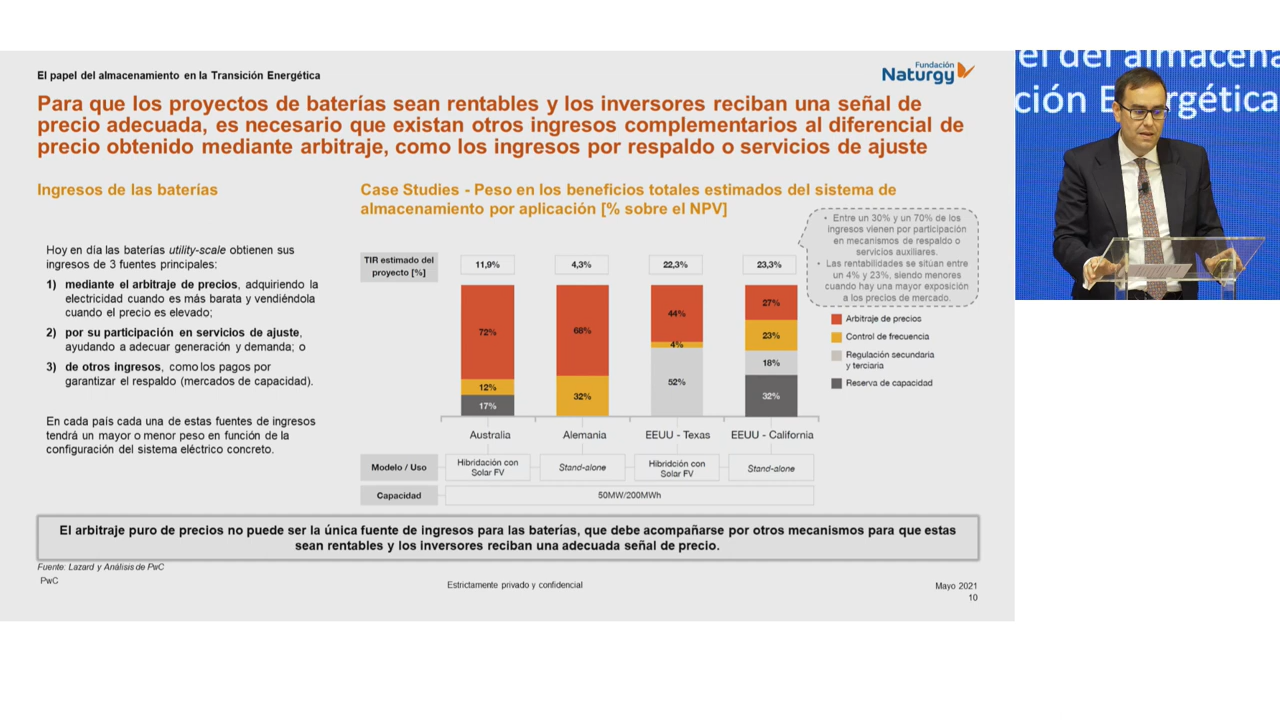 El papel del almacenamiento en la Transición Energética
Fundación
Naturgy
Para que los proyectos de baterías sean rentables y los inversores reciban una señal de
precio adecuada, es necesario que existan otros ingresos complementarios al diferencial de
precio obtenido mediante arbitraje, como los ingresos por respaldo o servicios de ajuste
Ingresos de las baterías
Hoy en día las baterías utility-scale obtienen sus
ingresos de 3 fuentes principales:
1) mediante el arbitraje de precios, adquiriendo la
electricidad cuando es más barata y vendiéndola
cuando el precio es elevado;
2) por su participación en servicios de ajuste,
ayudando a adecuar generación y demanda; o
3) de otros ingresos, como los pagos por
garantizar el respaldo (mercados de capacidad).
En cada país cada una de estas fuentes de ingresos
tendrá un mayor o menor peso en función de la
configuración del sistema eléctrico concreto.
Case Studies - Peso en los beneficios totales estimados del sistema de
almacenamiento por aplicación [% sobre el NPV]
• Entre un 30% y un 70% de los
ingresos vienen por participación
en mecanismos de respaldo o
servicios auxiliares.
• Las rentabilidades se sitúan entre
un 4% y 23%, siendo menores
cuando hay una mayor exposición
a los precios de mercado.
TIR estimado del
proyecto [%]
11,9%
4,3%
22,3%
23,3%
72%
12%
17%
68%
32%
44%
4%
52%
27%
23%
18%
32%
Arbitraje de precios
Control de frecuencia
Regulación secundaria
y terciaria
Reserva de capacidad
Australia
Alemania
EEUU - Texas
EEUU - California
Modelo / Uso
Hibridación con
Solar FV
Stand-alone
Hibridción con
Solar FV
Stand-alone
Capacidad
50MW/200MWh
El arbitraje puro de precios no puede ser la única fuente de ingresos para las baterías, que debe acompañarse por otros mecanismos para que estas
sean rentables y los inversores reciban una adecuada señal de precio.
Fuente: Lazard y Análisis de PwC
PwC
Estrictamente privado y confidencial
Mayo 2021
10
el del almacena
ción Energética